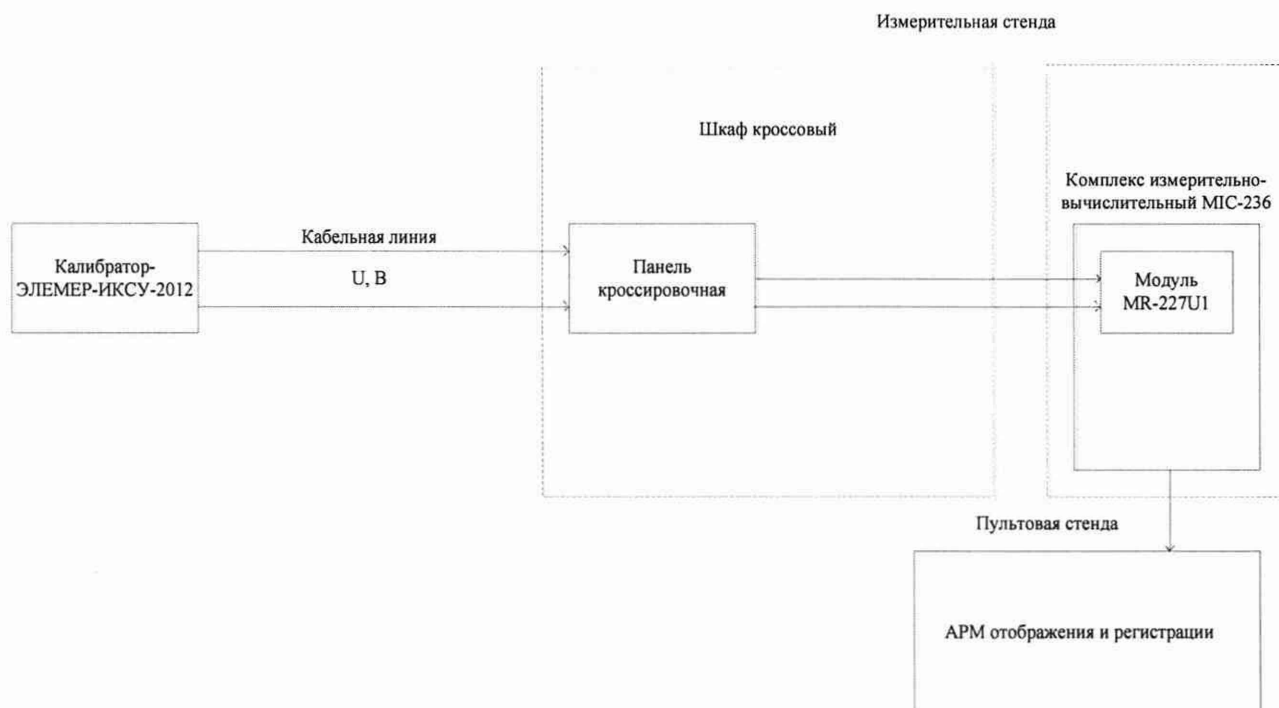 Измерительная стенда
Шкаф кроссовый
Комплекс измерительно-
вычислительный MIC-236
Калибратор-
ЭЛЕМЕР-ИКСУ-2012
Кабельная линия
U, В
Панель
кроссировочная
Модуль
MR-227U1
Пультовая стенда
АРМ отображения и регистрации